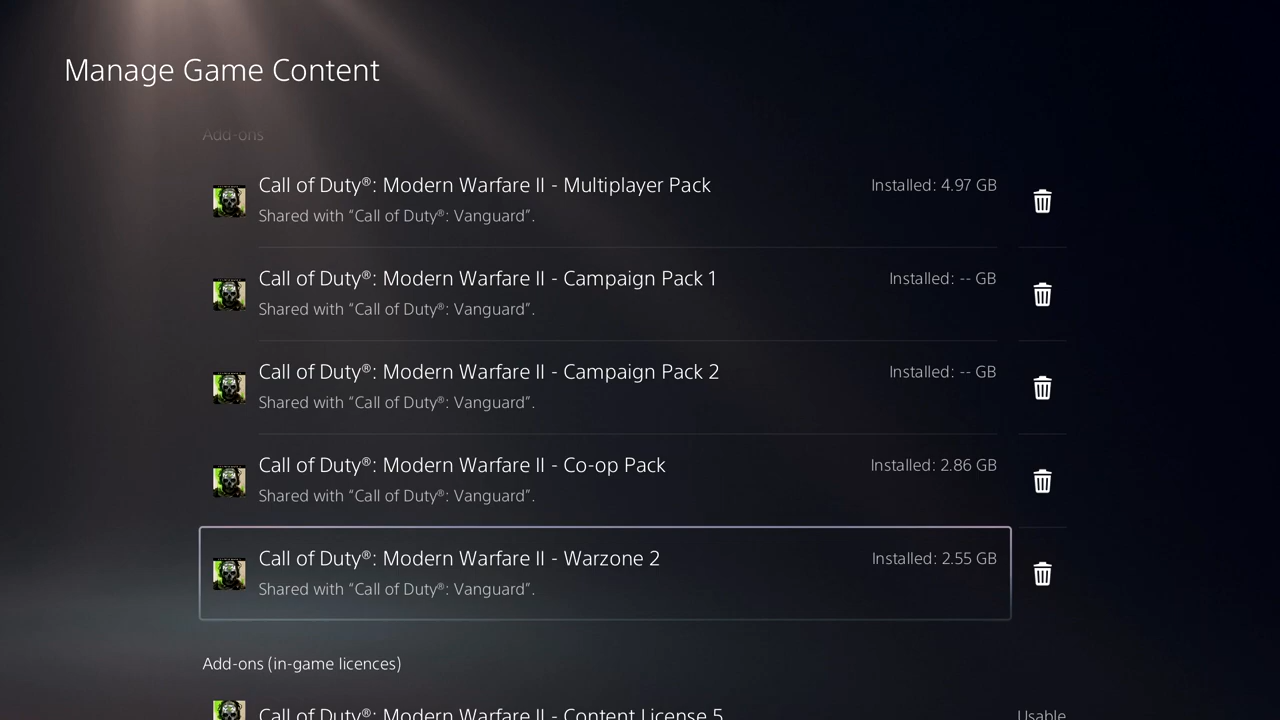 Manage Game Content
Add-ons
Call of Duty®: Modern Warfare II - Multiplayer Pack
Installed: 4.97 GB
Shared with "Call of Duty®: Vanguard".
Call of Duty®: Modern Warfare II - Campaign Pack 1
Installed: -- GB
Shared with "Call of Duty®: Vanguard".
Call of Duty®: Modern Warfare II - Campaign Pack 2
Installed: -- GB
Shared with "Call of Duty®: Vanguard".
Call of Duty®: Modern Warfare II - Co-op Pack
Installed: 2.86 GB
Shared with "Call of Duty®: Vanguard".
Call of Duty®: Modern Warfare II - Warzone 2
Installed: 2.55 GB
Shared with "Call of Duty®: Vanguard".
Add-ons (in-game licences)
Call of Duty®: Modern Warfare II - Content License 5
Usable